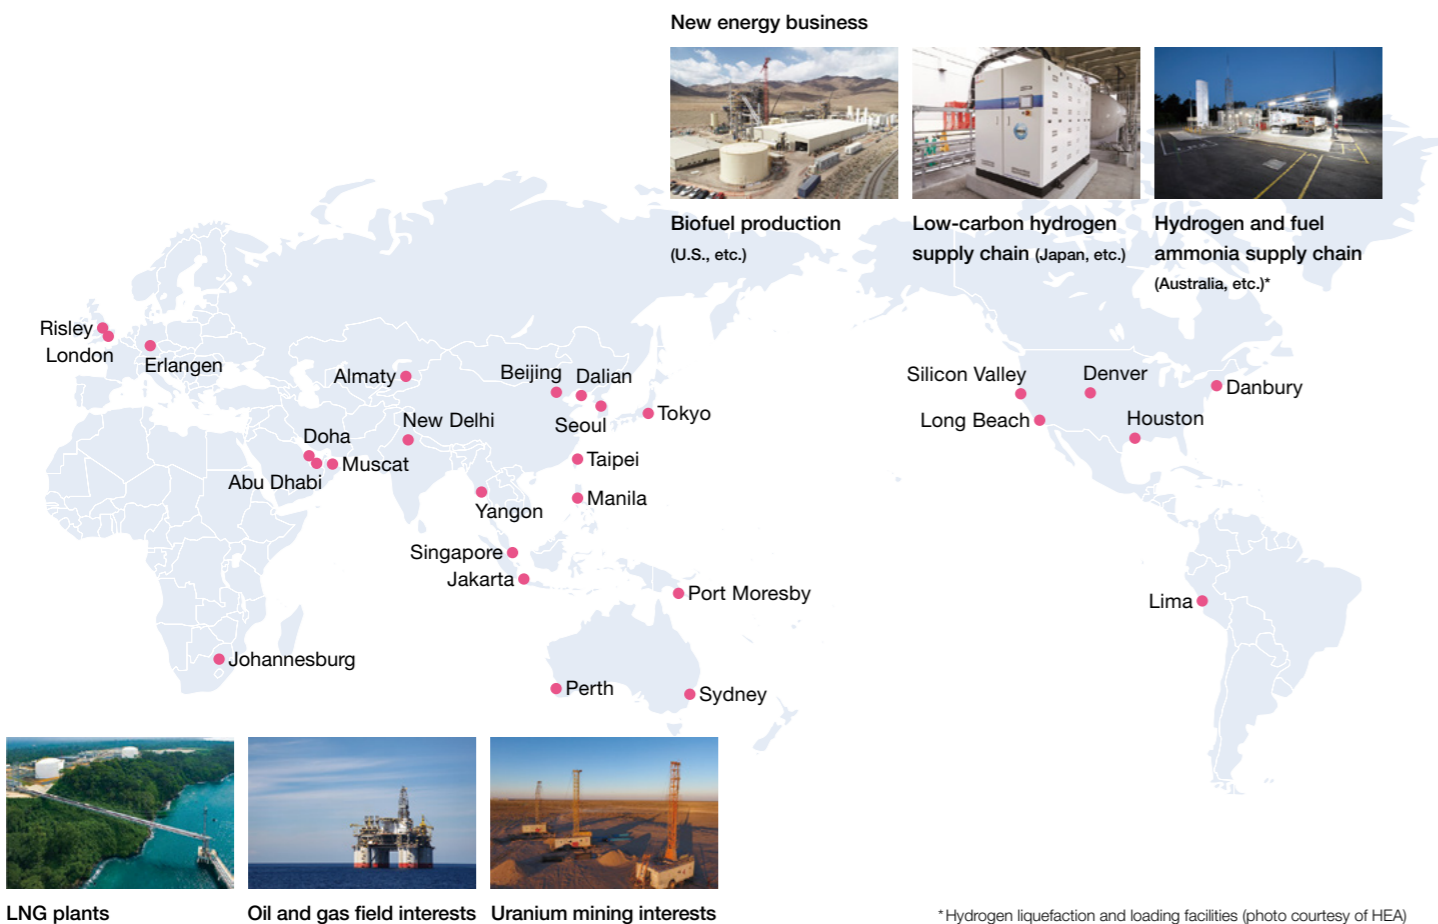 New energy business
Biofuel production
(U.S., etc.)
Low-carbon hydrogen
supply chain (Japan, etc.)
Hydrogen and fuel
ammonia supply chain
(Australia, etc.)*
Risley
London
Erlangen
Almaty
Beijing
Dalian
Seoul
Tokyo
New Delhi
Doha
Muscat
Abu Dhabi
Taipei
Manila
Yangon
Singapore
Jakarta
Port Moresby
Johannesburg
Perth
Sydney
Silicon Valley
Denver
Danbury
Long Beach
Houston
Lima
LNG plants
Oil and gas field interests
Uranium mining interests
*Hydrogen liquefaction and loading facilities (photo courtesy of HEA)